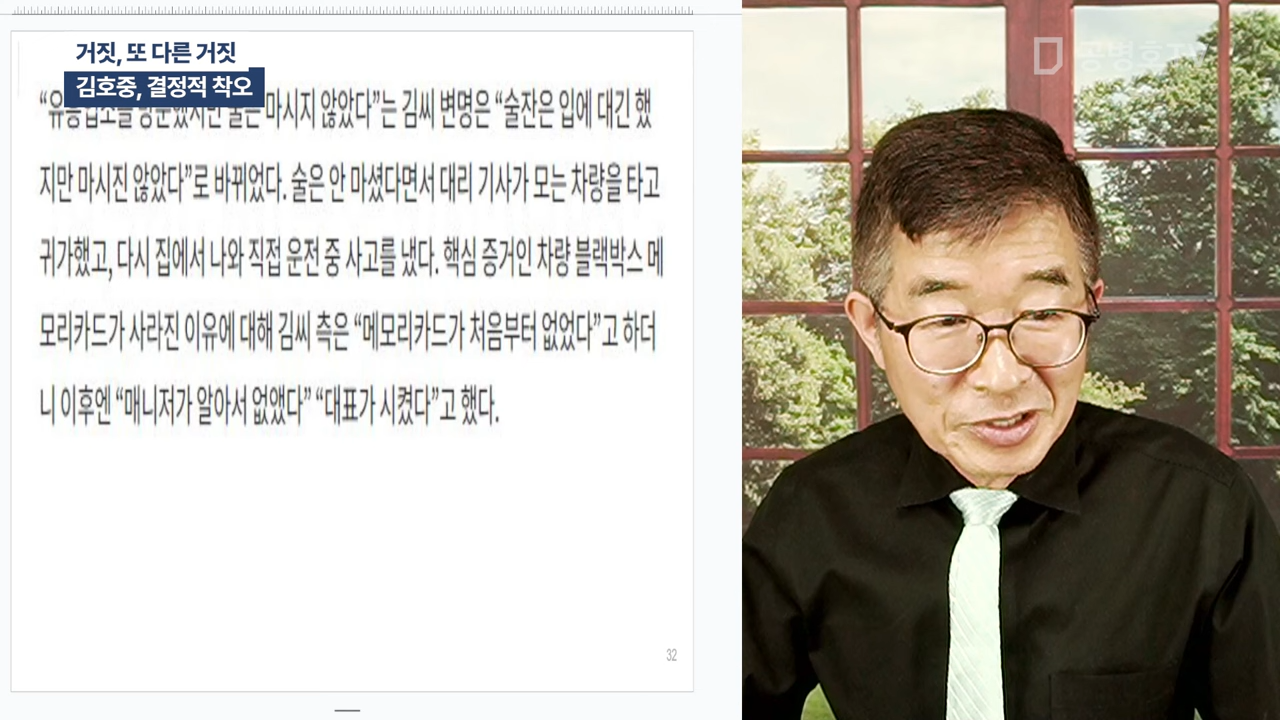 거짓, 또 다른 거짓
김호중, 결정적 착오
공병호TV
마시지 않았다”는 김씨 변명은 “술잔은 입에 대긴 했
지만 마시진 않았다”로 바뀌었다. 술은 안 마셨다면서 대리 기사가 모는 차량을 타고
귀가했고, 다시 집에서 나와 직접 운전 중 사고를 냈다. 핵심 증거인 차량 블랙박스 메
모리카드가 사라진 이유에 대해 김씨 측은 “메모리카드가 처음부터 없었다”고 하더
니 이후엔 “매니저가 알아서 없앴다” “대표가 시켰다”고 했다.
32